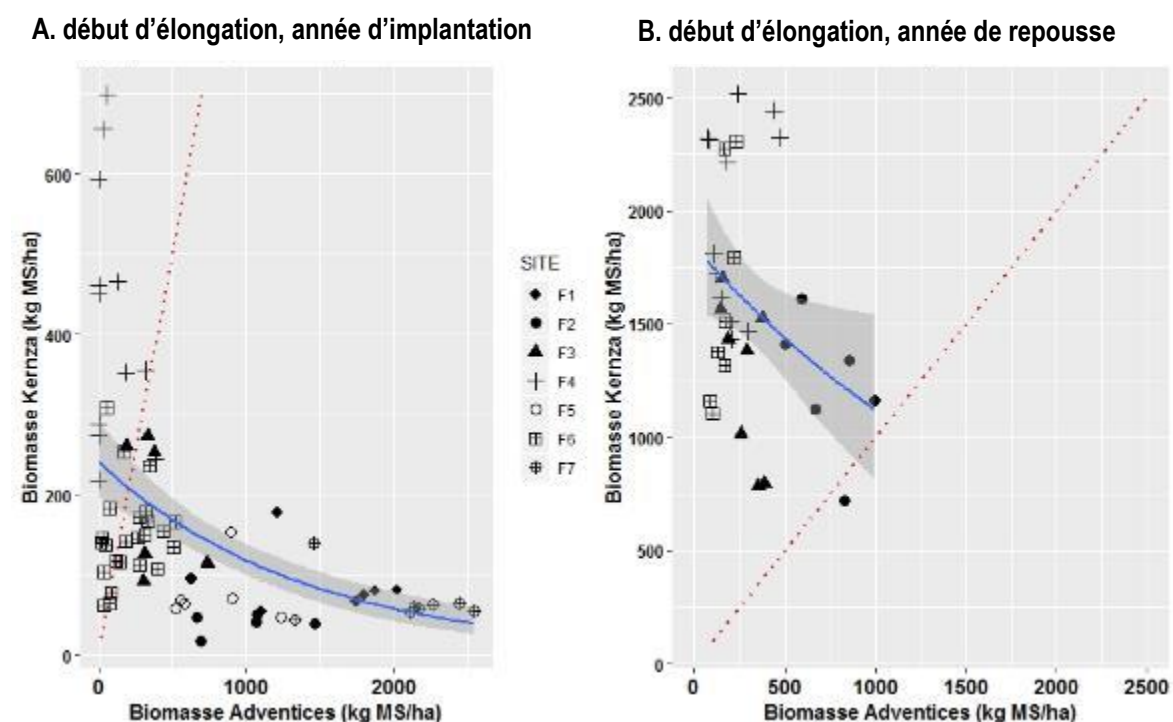 A. début d'élongation, année d'implantation
B. début d'élongation, année de repousse
Biomasse Kernza (kg MS/ha)
600
400
200
0
0
1000
2000
Biomasse Adventices (kg MS/ha)
SITE
F1
F2
F3
F4
F5
F6
F7
Biomasse Kernza (kg MS/ha)
2500
2000
1500
1000
500
0
0
500
1000
1500
2000
2500
Biomasse Adventices (kg MS/ha)